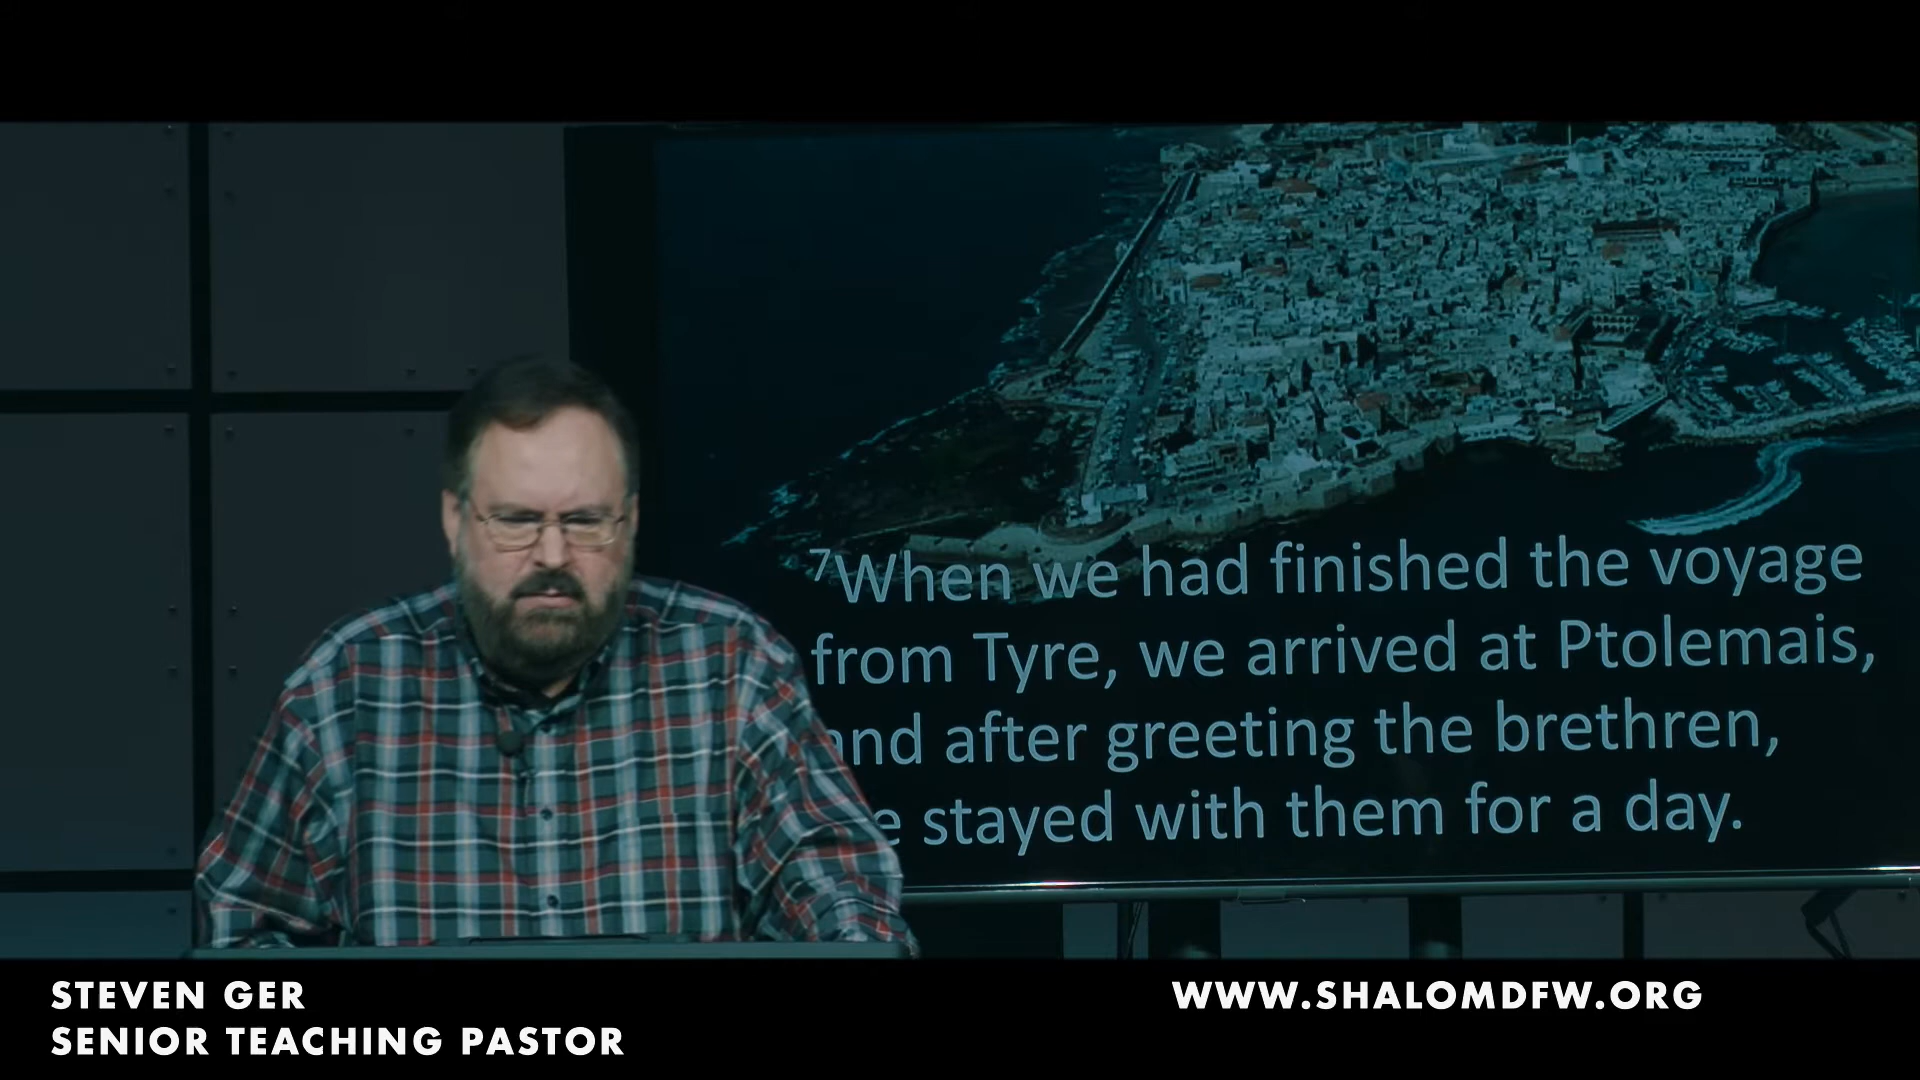 7When we had finished the voyage
from Tyre, we arrived at Ptolemais,
and after greeting the brethren,
stayed with them for a day.
STEVEN GER
SENIOR TEACHING PASTOR
WWW.SHALOMDFW.ORG